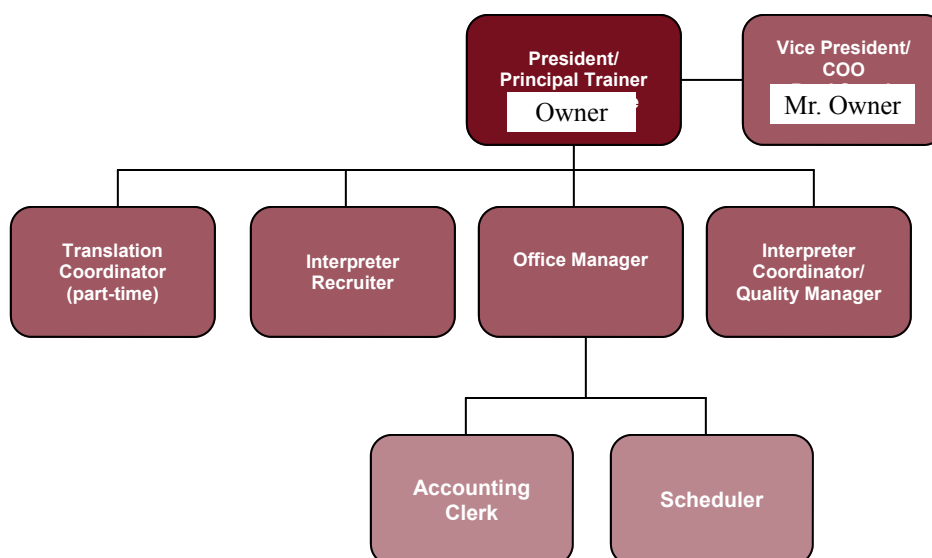 President/
Principal Trainer
Owner
Vice President/
COO
Mr. Owner
Translation
Coordinator
(part-time)
Interpreter
Recruiter
Office Manager
Interpreter
Coordinator/
Quality Manager
Accounting
Clerk
Scheduler